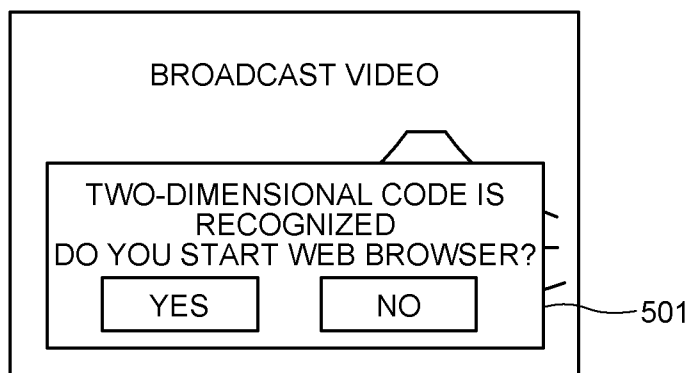 BROADCAST VIDEO
TWO-DIMENSIONAL CODE IS
RECOGNIZED
DO YOU START WEB BROWSER?
YES NO
501